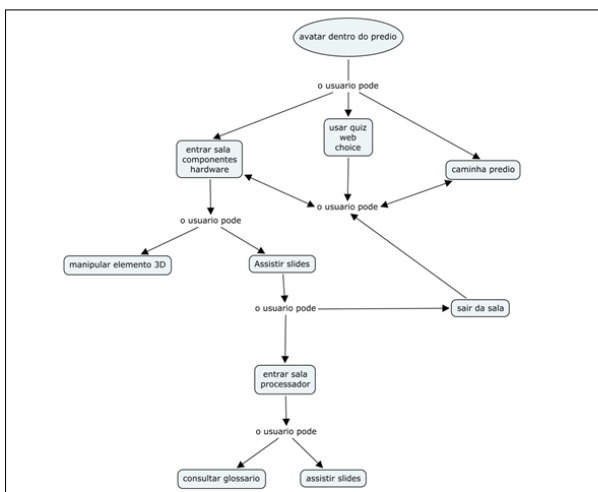 avatar dentro do predio
o usuario pode
usar quiz
web
choice
entrar sala
componentes
hardware
caminha predio
o usuario pode
o usuario pode
manipular elemento 3D
Assistir slides
o usuario pode
sair da sala
entrar sala
processador
o usuario pode
consultar glossario
assistir slides